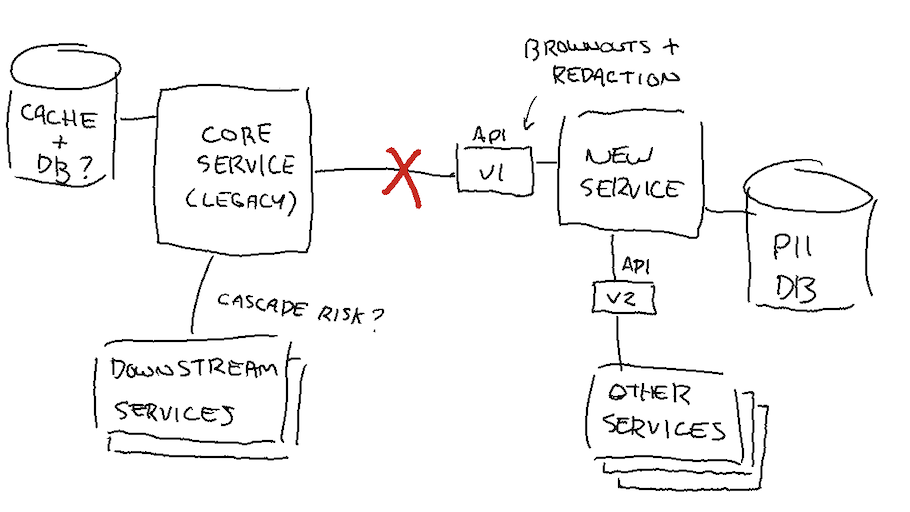 BROWNOUTS +
REDACTION
CACHE
+
DB?
CORE
SERVICE
(LEGACY)
API
V1
NEW
SERVICE
PII
DB
API
V2
CASCADE RISK?
DOWNSTREAM
SERVICES
OTHER
SERVICES